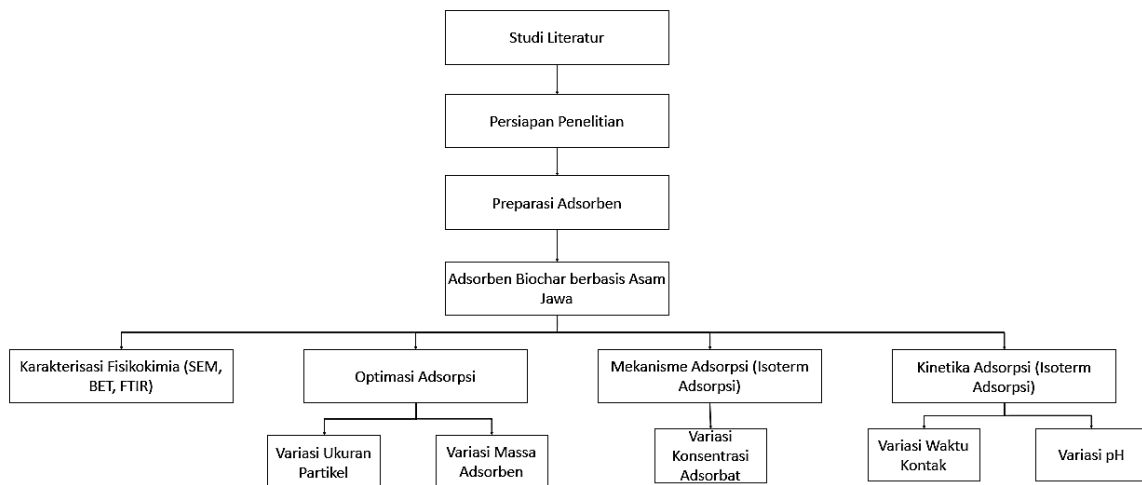 Studi Literatur
Persiapan Penelitian
Preparasi Adsorben
Adsorben Biochar berbasis Asam
Jawa
Karakterisasi Fisikokimia (SEM,
BET, FTIR)
Optimasi Adsorpsi
Mekanisme Adsorpsi (Isoterm
Adsorpsi)
Kinetika Adsorpsi (Isoterm
Adsorpsi)
Variasi Ukuran
Partikel
Variasi Massa
Adsorben
Variasi
Konsentrasi
Adsorbat
Variasi Waktu
Kontak
Variasi pH